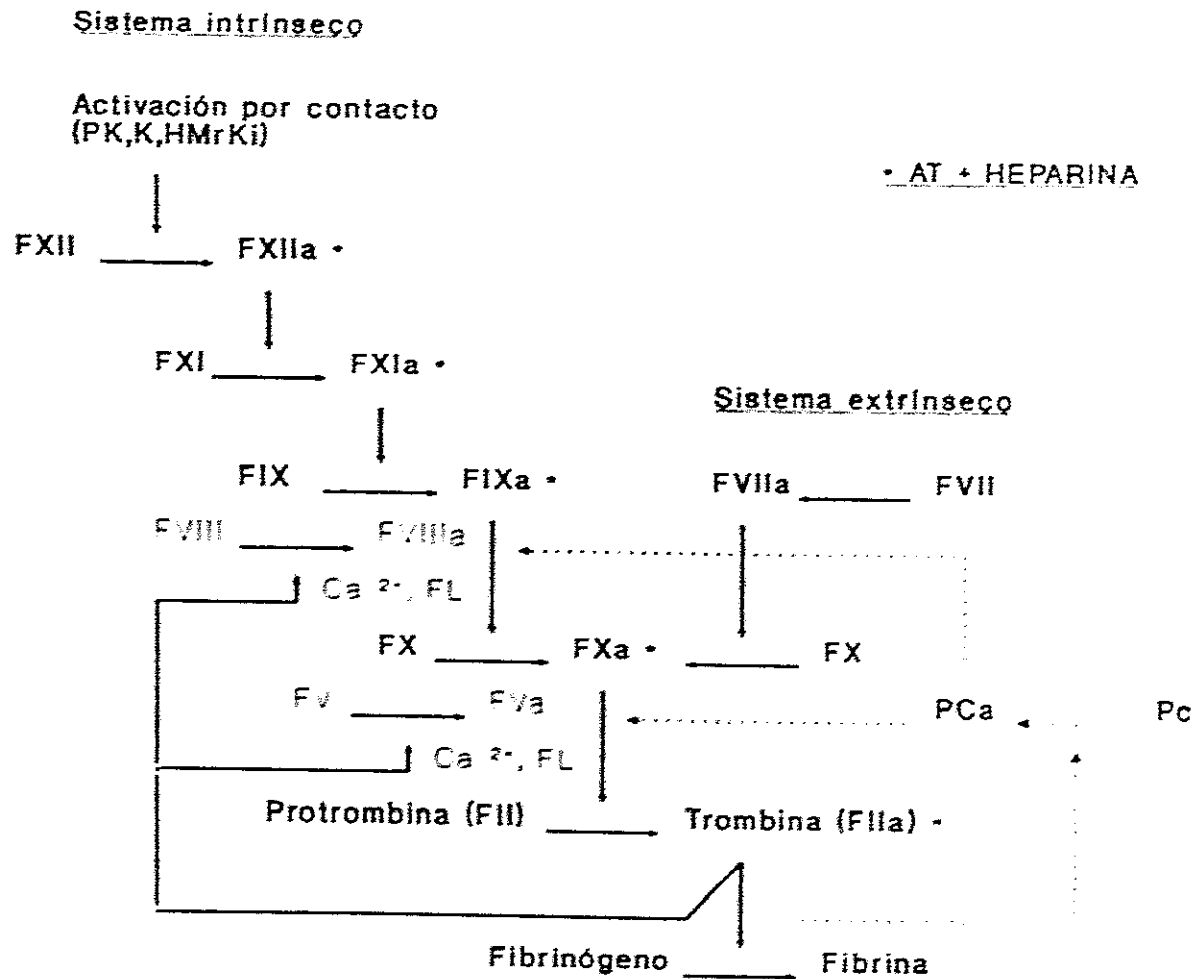 Sistema intrínseco
Activación por contacto
(PK,K,HMrKi)
• AT + HEPARINA
FXII FXIIa •
FXI FXIa •
Sistema extrínseco
FIX FIXa • FVIIa FVII
FVIII FVIIIa
Ca ²⁺, FL
FX FXa • FX
FV FVa PCa Pc
Ca ²⁺, FL
Protrombina (FII) Trombina (FIIa) •
Fibrinógeno Fibrina